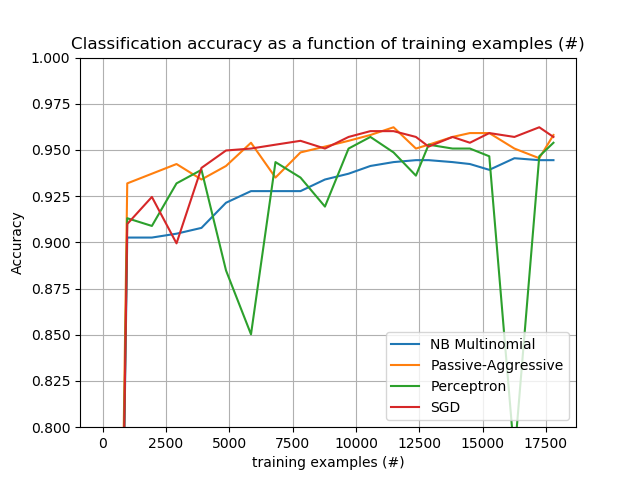 Classification accuracy as a function of training examples (#)
1.000
0.975
0.950
0.925
0.900
0.875
0.850
0.825
0.800
Accuracy
NB Multinomial
Passive-Aggressive
Perceptron
SGD
0 2500 5000 7500 10000 12500 15000 17500
training examples (#)